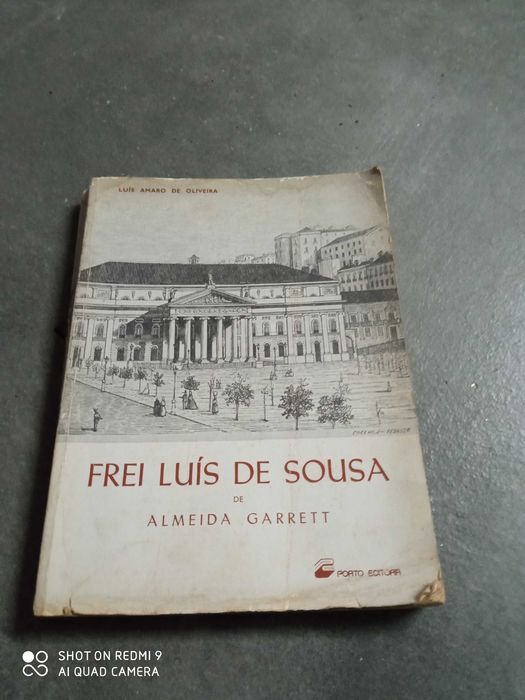 LUÍS AMARO DE OLIVEIRA
FREI LUÍS DE SOUSA
DE
ALMEIDA GARRETT
PORTO EDITORA
SHOT ON REDMI 9
AI QUAD CAMERA